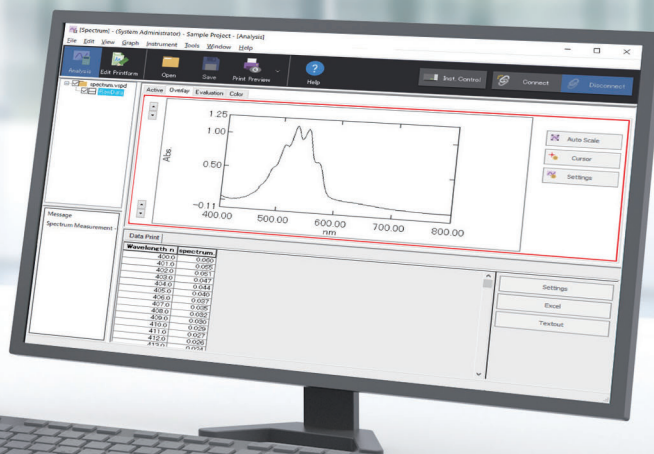 [Spectrum] - (System Administrator) - Sample Project - [Analysis]
File Edit View Graph Instrument Tools Window Help
Analysis Edit Printform Open Save Print Preview Help Inst. Control Connect Disconnect
spectrum.vspd
RawData
Active Overlay Evaluation Color
1.25
1.00
Abs.
0.50
-0.11
400.00 500.00 600.00 700.00 800.00
nm
Auto Scale
Cursor
Settings
Message
Spectrum Measurement -
Data Print
Wavelength n spectrum.
400.0 0.060
401.0 0.055
402.0 0.051
403.0 0.047
404.0 0.044
405.0 0.040
406.0 0.037
407.0 0.035
408.0 0.032
409.0 0.030
410.0 0.029
411.0 0.027
412.0 0.026
413.0 0.024
Settings
Excel
Textout